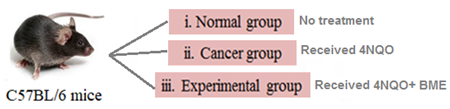 i. Normal group No treatment
ii. Cancer group Received 4NQO
iii. Experimental group Received 4NQO+ BME
C57BL/6 mice